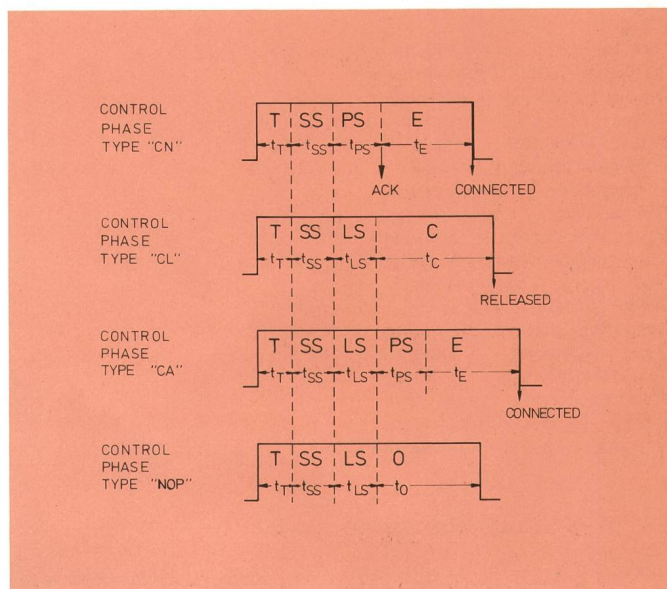 CONTROL
PHASE
TYPE "CN"
T SS PS E
tT tSS tPS tE
ACK
CONNECTED
CONTROL
PHASE
TYPE "CL"
T SS LS C
tT tSS tLS tC
RELEASED
CONTROL
PHASE
TYPE "CA"
T SS LS PS E
tT tSS tLS tPS tE
CONNECTED
CONTROL
PHASE
TYPE "NOP"
T SS LS O
tT tSS tLS tO